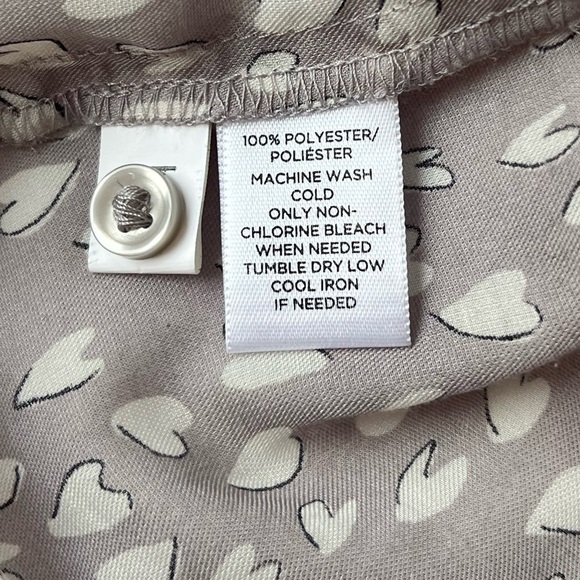 100% POLYESTER/
POLIÉSTER
MACHINE WASH
COLD
ONLY NON-
CHLORINE BLEACH
WHEN NEEDED
TUMBLE DRY LOW
COOL IRON
IF NEEDED